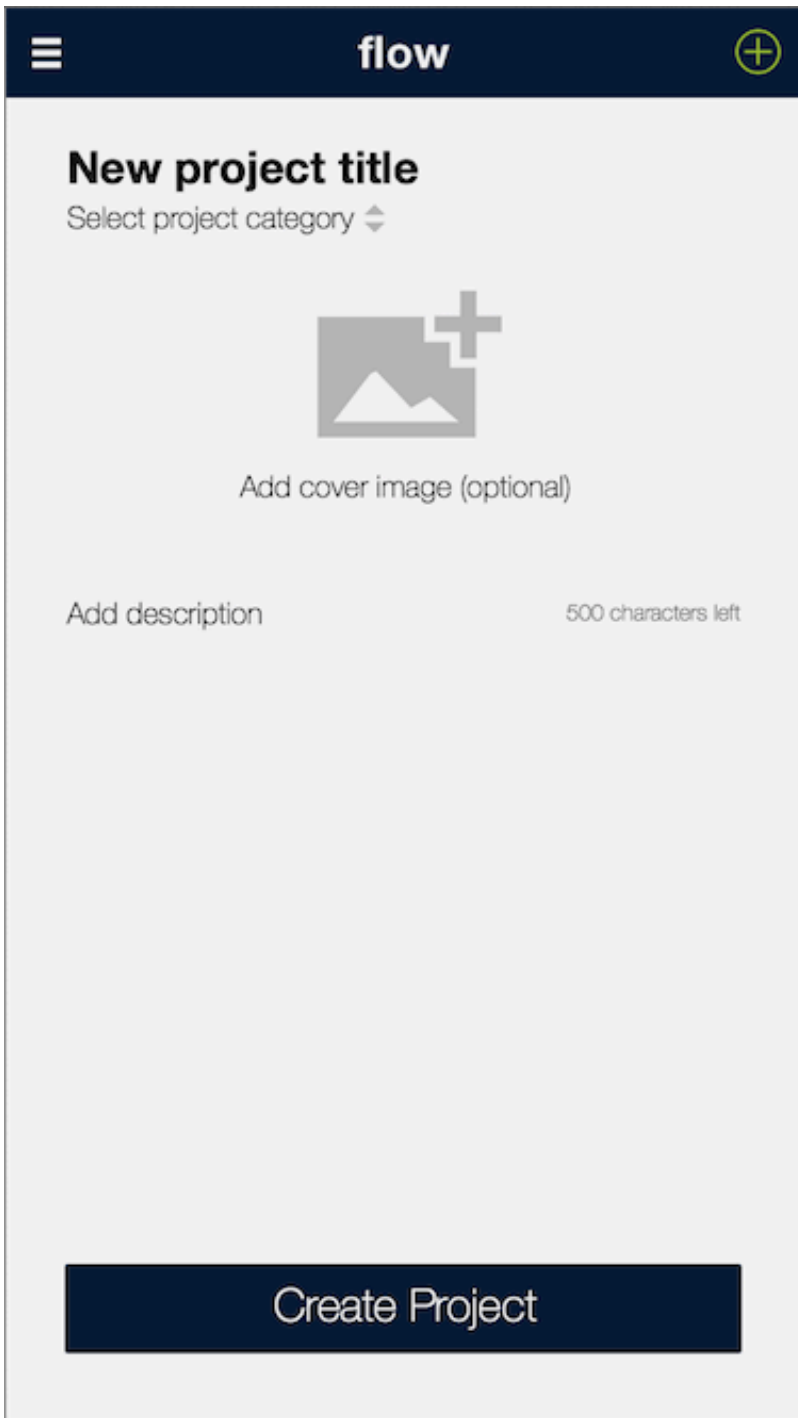 flow
New project title
Select project category
Add cover image (optional)
Add description
500 characters left
Create Project